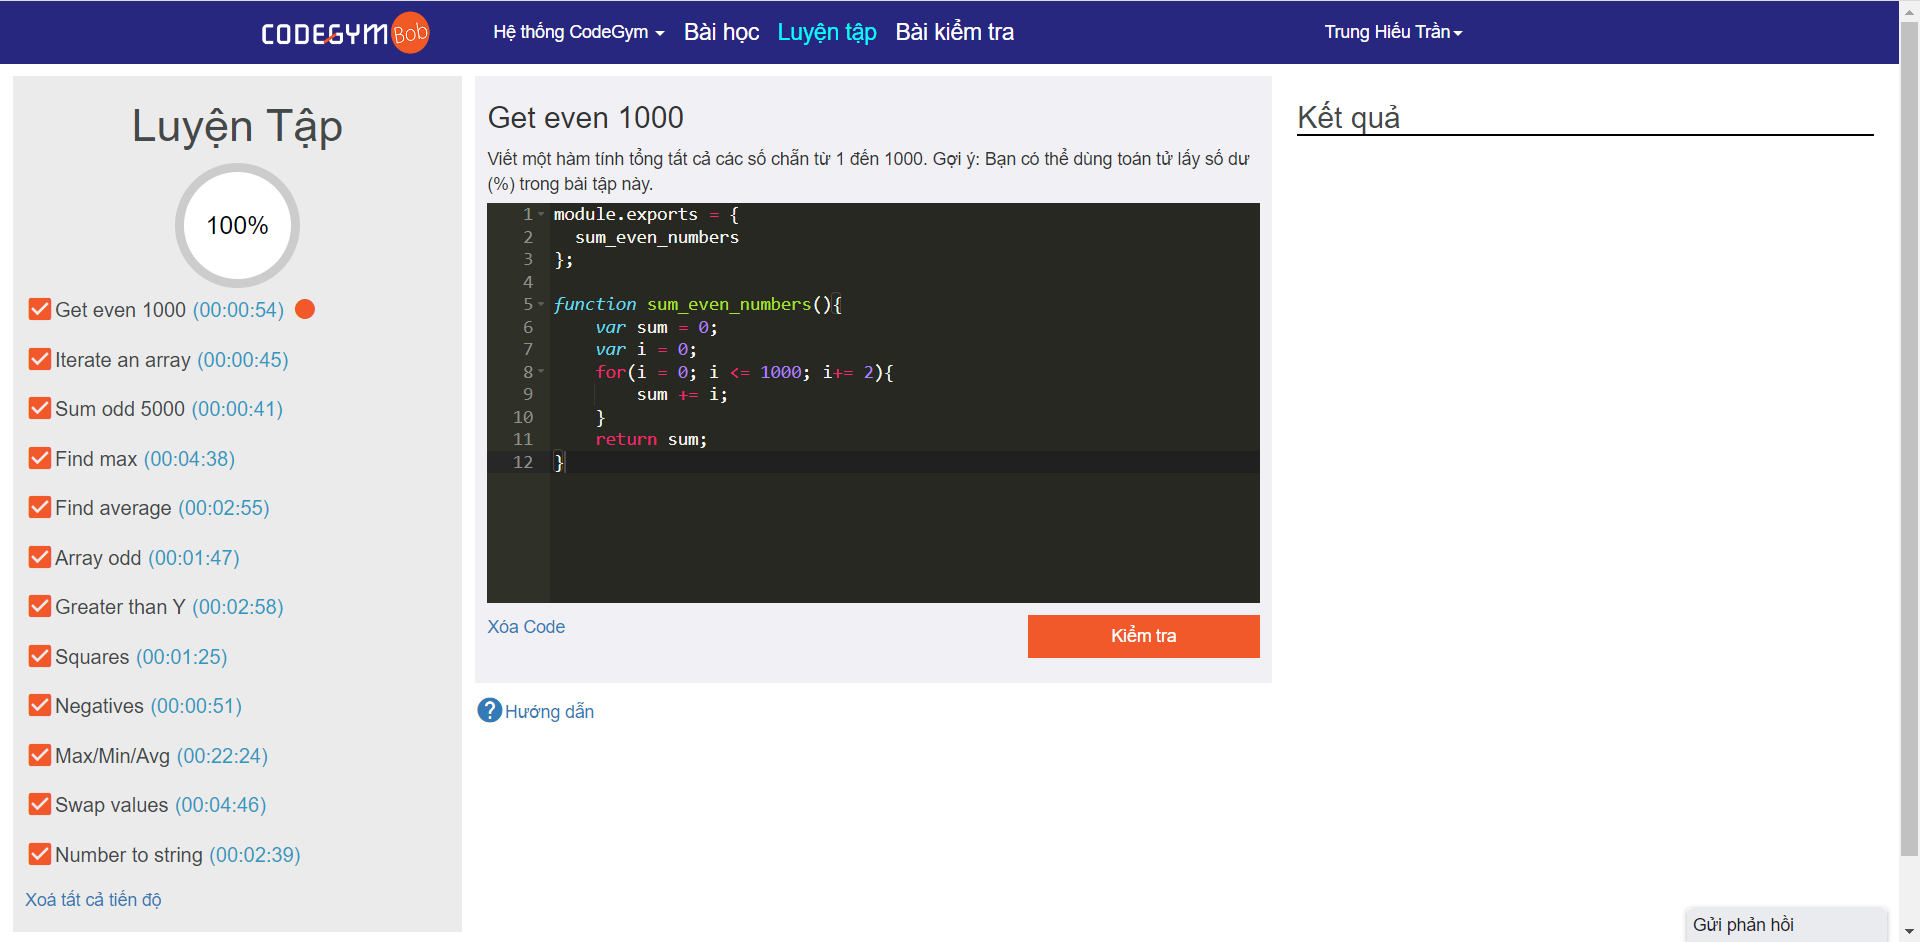 CODEGYM Bob
Hệ thống CodeGym
Bài học
Luyện tập
Bài kiểm tra
Trung Hiếu Trần
Luyện Tập
100%
Get even 1000 (00:00:54)
Iterate an array (00:00:45)
Sum odd 5000 (00:00:41)
Find max (00:04:38)
Find average (00:02:55)
Array odd (00:01:47)
Greater than Y (00:02:58)
Squares (00:01:25)
Negatives (00:00:51)
Max/Min/Avg (00:22:24)
Swap values (00:04:46)
Number to string (00:02:39)
Xoá tất cả tiến độ
Get even 1000
Viết một hàm tính tổng tất cả các số chẵn từ 1 đến 1000. Gợi ý: Bạn có thể dùng toán tử lấy số dư
(%) trong bài tập này.
1 module.exports = {
2   sum_even_numbers
3 };
4
5 function sum_even_numbers(){
6     var sum = 0;
7     var i = 0;
8     for(i = 0; i <= 1000; i+= 2){
9         sum += i;
10     }
11     return sum;
12 }
Xóa Code
Kiểm tra
? Hướng dẫn
Kết quả
Gửi phản hồi